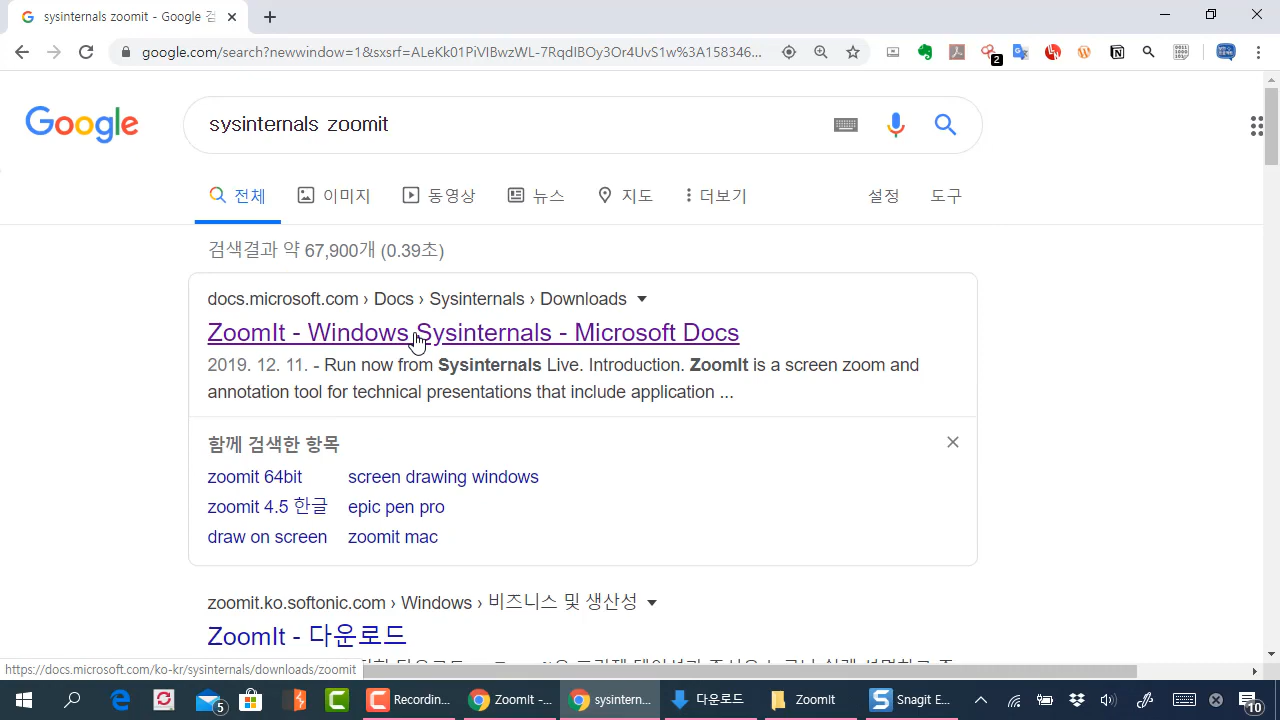 sysinternals zoomit - Google 검
google.com/search?newwindow=1&sxsrf=ALeKk01PiVIBwzWL-7RqdIBOy3Or4UvS1w%3A158346...
2
Google
sysinternals zoomit
전체 이미지 동영상 뉴스 지도 더보기 설정 도구
검색결과 약 67,900개 (0.39초)
docs.microsoft.com › Docs › Sysinternals › Downloads
ZoomIt - Windows Sysinternals - Microsoft Docs
2019. 12. 11. - Run now from Sysinternals Live. Introduction. ZoomIt is a screen zoom and
annotation tool for technical presentations that include application ...
함께 검색한 항목
zoomit 64bit screen drawing windows
zoomit 4.5 한글 epic pen pro
draw on screen zoomit mac
zoomit.ko.softonic.com › Windows › 비즈니스 및 생산성
ZoomIt - 다운로드
https://docs.microsoft.com/ko-kr/sysinternals/downloads/zoomit
5 Recordin... ZoomIt -... sysintern... 다운로드 ZoomIt Snagit E... 10